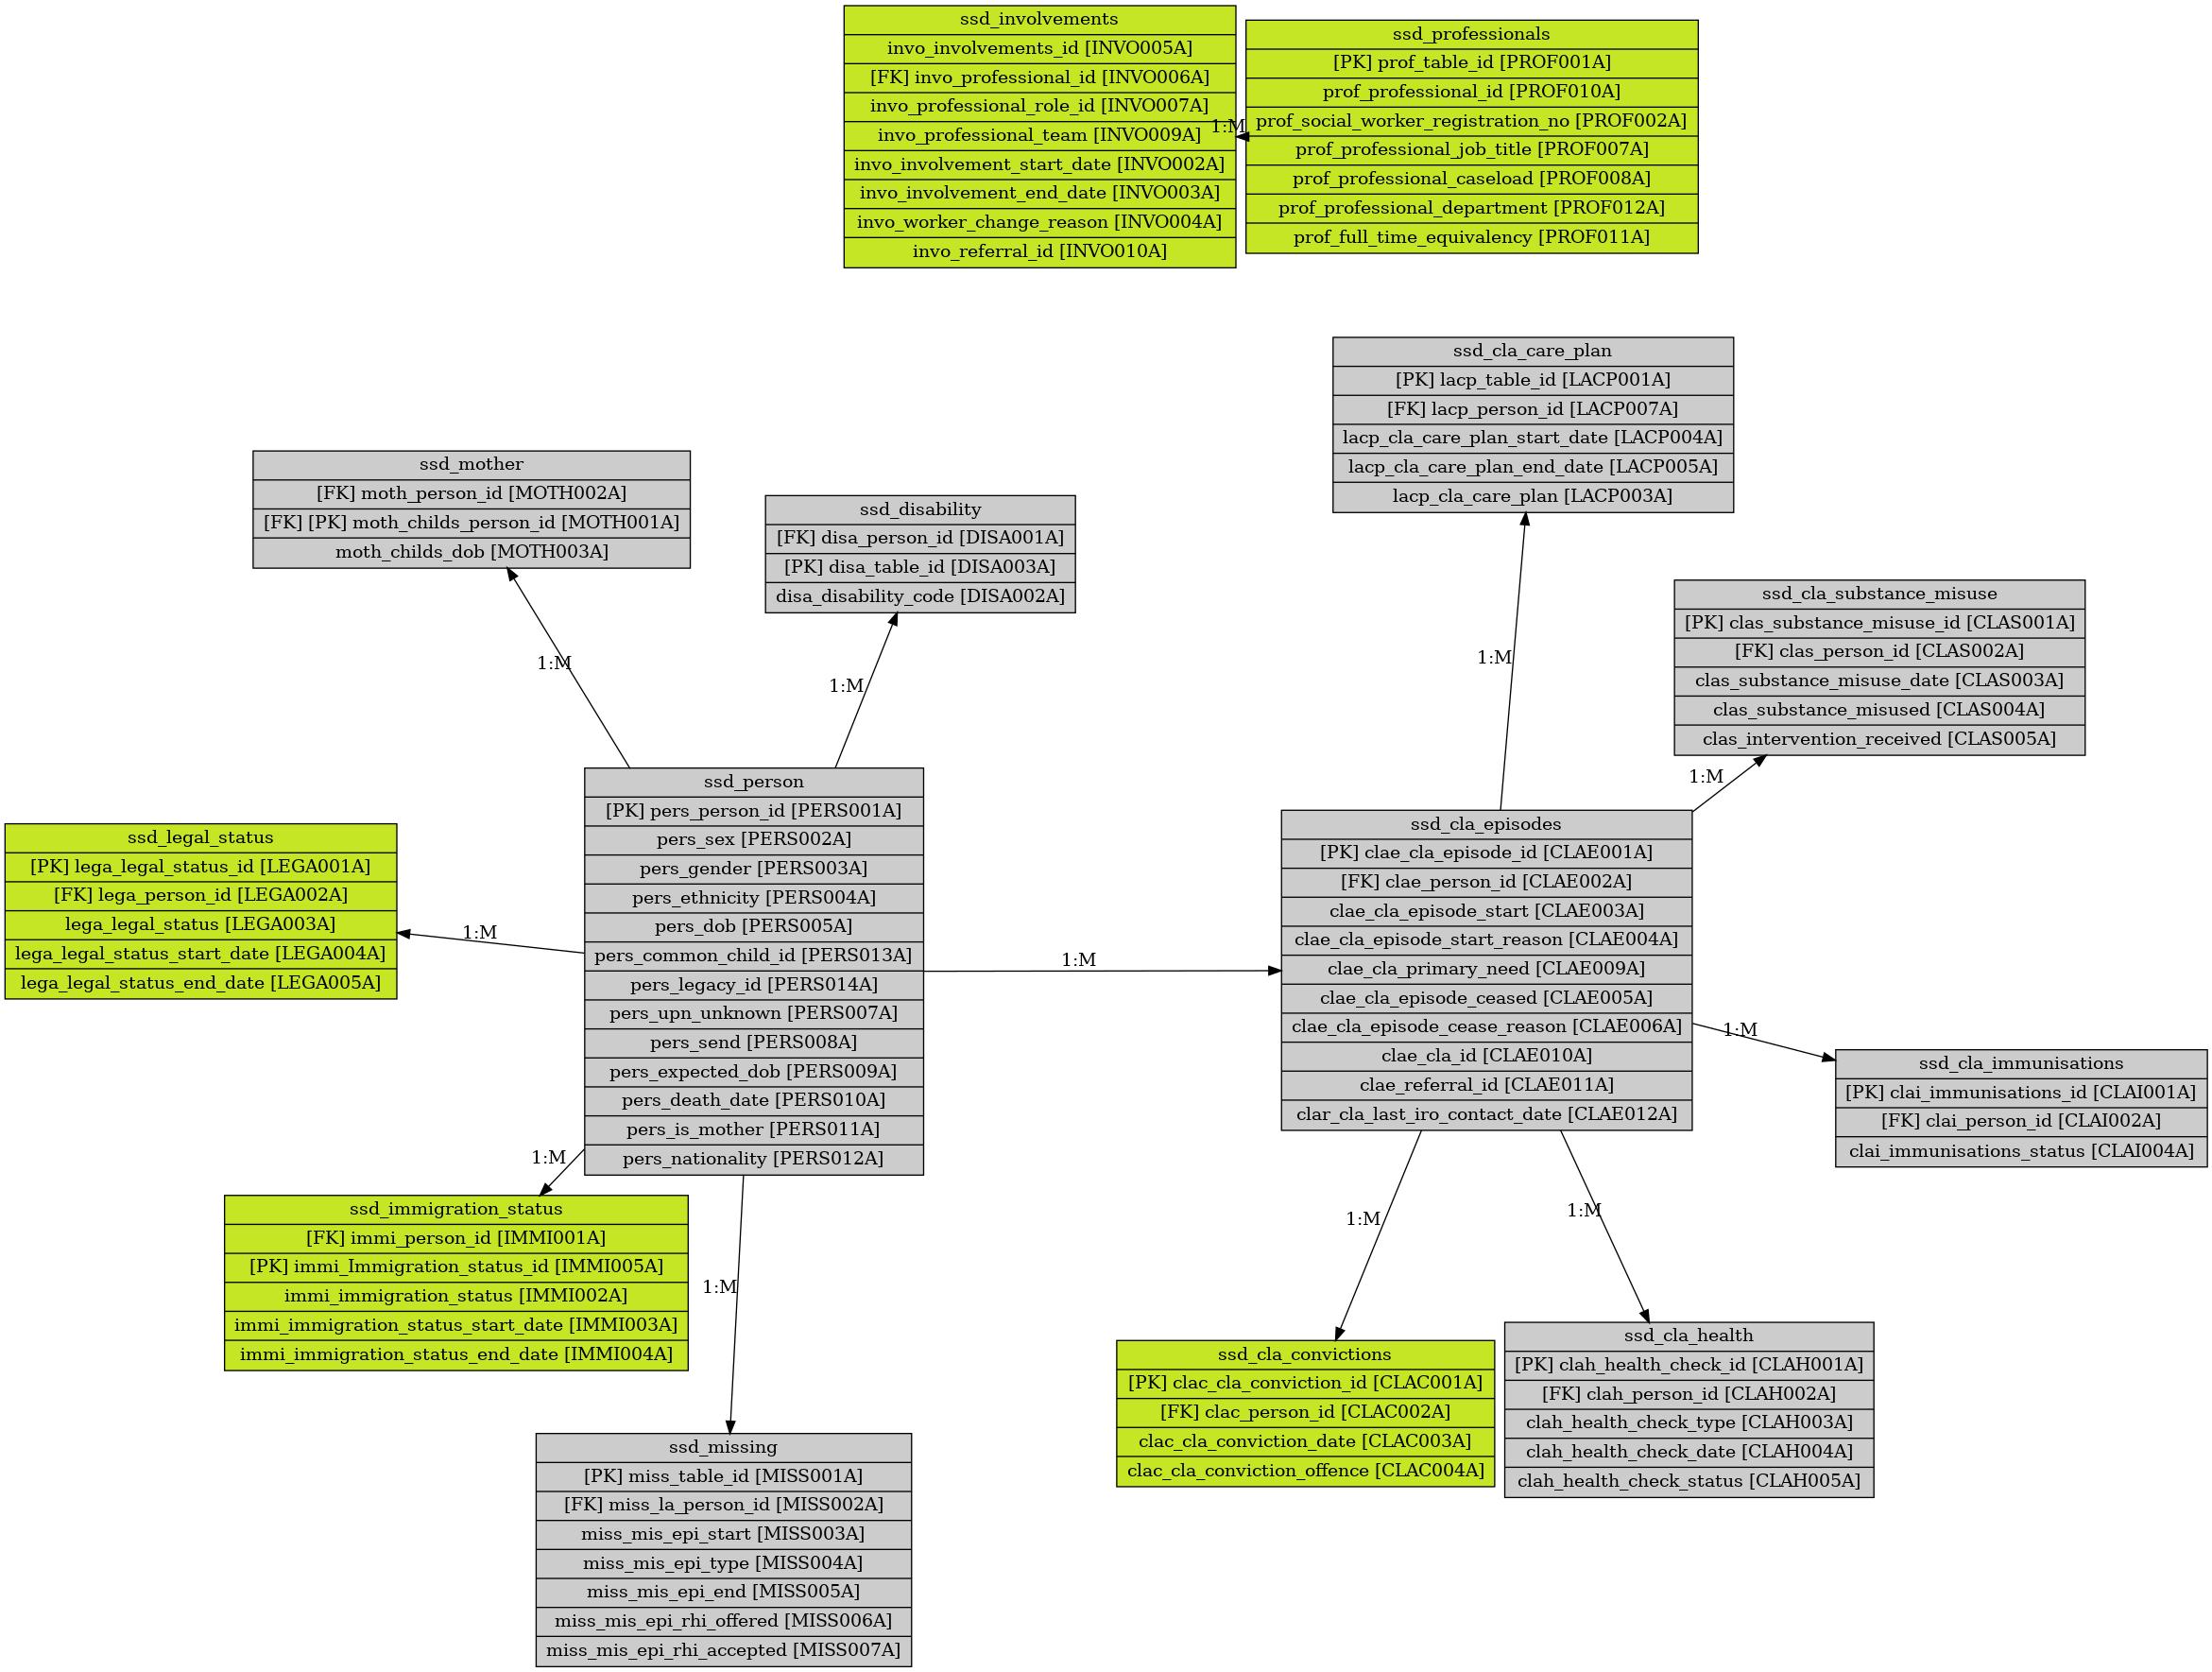 ssd_involvements
invo_involvements_id [INVO005A]
[FK] invo_professional_id [INVO006A]
invo_professional_role_id [INVO007A]
invo_professional_team [INVO009A]
invo_involvement_start_date [INVO002A]
invo_involvement_end_date [INVO003A]
invo_worker_change_reason [INVO004A]
invo_referral_id [INVO010A]
1:M
ssd_professionals
[PK] prof_table_id [PROF001A]
prof_professional_id [PROF010A]
prof_social_worker_registration_no [PROF002A]
prof_professional_job_title [PROF007A]
prof_professional_caseload [PROF008A]
prof_professional_department [PROF012A]
prof_full_time_equivalency [PROF011A]
ssd_cla_care_plan
[PK] lacp_table_id [LACP001A]
[FK] lacp_person_id [LACP007A]
lacp_cla_care_plan_start_date [LACP004A]
lacp_cla_care_plan_end_date [LACP005A]
lacp_cla_care_plan [LACP003A]
ssd_mother
[FK] moth_person_id [MOTH002A]
[FK] [PK] moth_childs_person_id [MOTH001A]
moth_childs_dob [MOTH003A]
ssd_disability
[FK] disa_person_id [DISA001A]
[PK] disa_table_id [DISA003A]
disa_disability_code [DISA002A]
ssd_cla_substance_misuse
[PK] clas_substance_misuse_id [CLAS001A]
[FK] clas_person_id [CLAS002A]
clas_substance_misuse_date [CLAS003A]
clas_substance_misused [CLAS004A]
clas_intervention_received [CLAS005A]
1:M
1:M
1:M
1:M
ssd_person
[PK] pers_person_id [PERS001A]
pers_sex [PERS002A]
pers_gender [PERS003A]
pers_ethnicity [PERS004A]
pers_dob [PERS005A]
pers_common_child_id [PERS013A]
pers_legacy_id [PERS014A]
pers_upn_unknown [PERS007A]
pers_send [PERS008A]
pers_expected_dob [PERS009A]
pers_death_date [PERS010A]
pers_is_mother [PERS011A]
pers_nationality [PERS012A]
ssd_legal_status
[PK] lega_legal_status_id [LEGA001A]
[FK] lega_person_id [LEGA002A]
lega_legal_status [LEGA003A]
lega_legal_status_start_date [LEGA004A]
lega_legal_status_end_date [LEGA005A]
1:M
1:M
ssd_cla_episodes
[PK] clae_cla_episode_id [CLAE001A]
[FK] clae_person_id [CLAE002A]
clae_cla_episode_start [CLAE003A]
clae_cla_episode_start_reason [CLAE004A]
clae_cla_primary_need [CLAE009A]
clae_cla_episode_ceased [CLAE005A]
clae_cla_episode_cease_reason [CLAE006A]
clae_cla_id [CLAE010A]
clae_referral_id [CLAE011A]
clar_cla_last_iro_contact_date [CLAE012A]
1:M
ssd_cla_immunisations
[PK] clai_immunisations_id [CLAI001A]
[FK] clai_person_id [CLAI002A]
clai_immunisations_status [CLAI004A]
1:M
ssd_immigration_status
[FK] immi_person_id [IMMI001A]
[PK] immi_Immigration_status_id [IMMI005A]
immi_immigration_status [IMMI002A]
immi_immigration_status_start_date [IMMI003A]
immi_immigration_status_end_date [IMMI004A]
1:M
1:M
1:M
ssd_cla_convictions
[PK] clac_cla_conviction_id [CLAC001A]
[FK] clac_person_id [CLAC002A]
clac_cla_conviction_date [CLAC003A]
clac_cla_conviction_offence [CLAC004A]
ssd_cla_health
[PK] clah_health_check_id [CLAH001A]
[FK] clah_person_id [CLAH002A]
clah_health_check_type [CLAH003A]
clah_health_check_date [CLAH004A]
clah_health_check_status [CLAH005A]
ssd_missing
[PK] miss_table_id [MISS001A]
[FK] miss_la_person_id [MISS002A]
miss_mis_epi_start [MISS003A]
miss_mis_epi_type [MISS004A]
miss_mis_epi_end [MISS005A]
miss_mis_epi_rhi_offered [MISS006A]
miss_mis_epi_rhi_accepted [MISS007A]